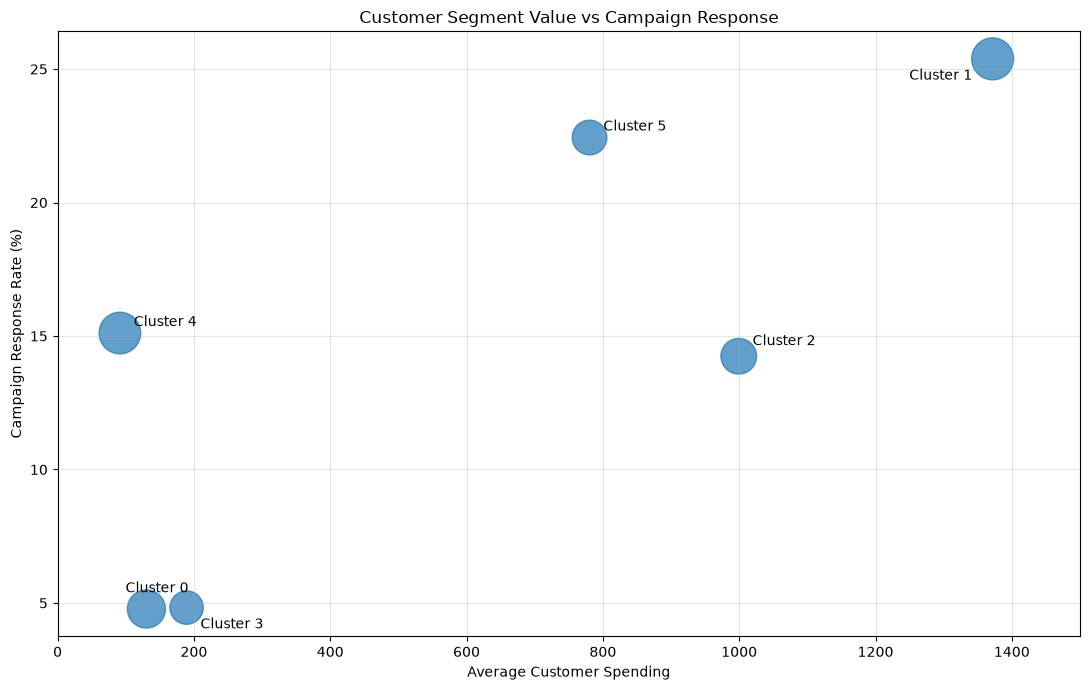 Customer Segment Value vs Campaign Response
Campaign Response Rate (%)
25
20
15
10
5
Cluster 1
Cluster 5
Cluster 4
Cluster 2
Cluster 0
Cluster 3
0 200 400 600 800 1000 1200 1400
Average Customer Spending